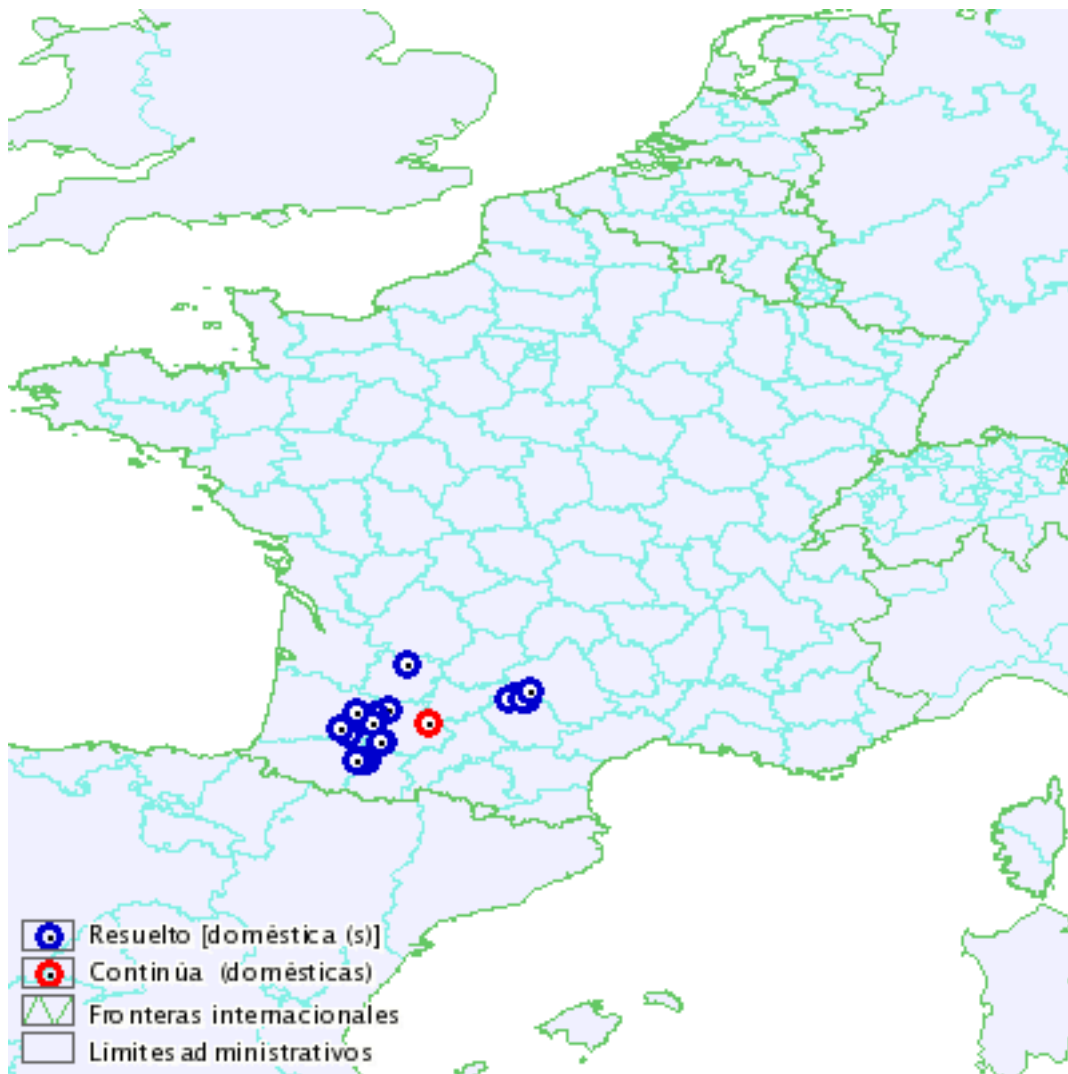 Resuelto [doméstica (s)]
Continúa (domésticas)
Fronteras internacionales
Límites administrativos